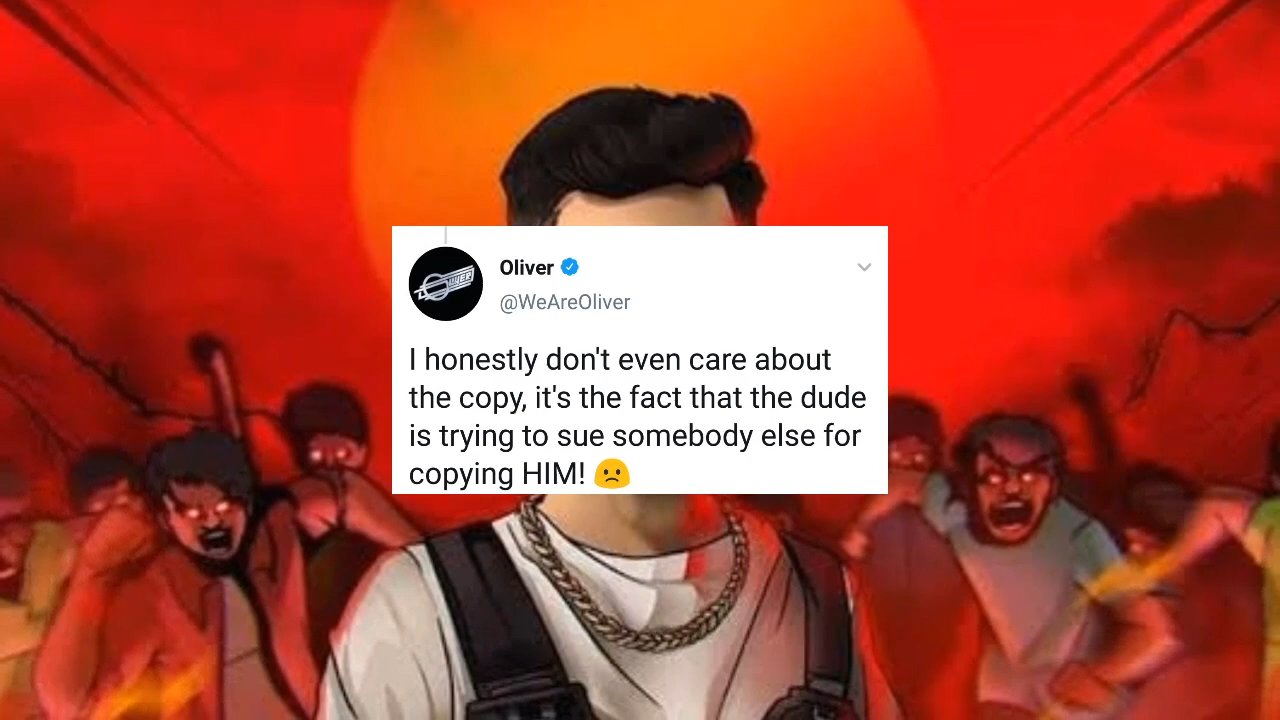 Oliver
@WeAreOliver
I honestly don't even care about
the copy, it's the fact that the dude
is trying to sue somebody else for
copying HIM! 🙁